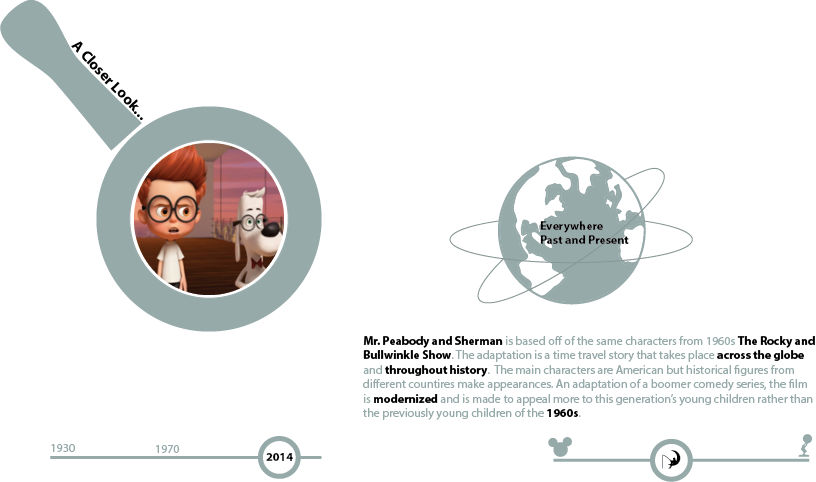 A Closer Look...
Everywhere
Past and Present
Mr. Peabody and Sherman is based off of the same characters from 1960s The Rocky and
Bullwinkle Show. The adaptation is a time travel story that takes place across the globe
and throughout history. The main characters are American but historical figures from
different countires make appearances. An adaptation of a boomer comedy series, the film
is modernized and is made to appeal more to this generation's young children rather than
the previously young children of the 1960s.
1930
1970
2014